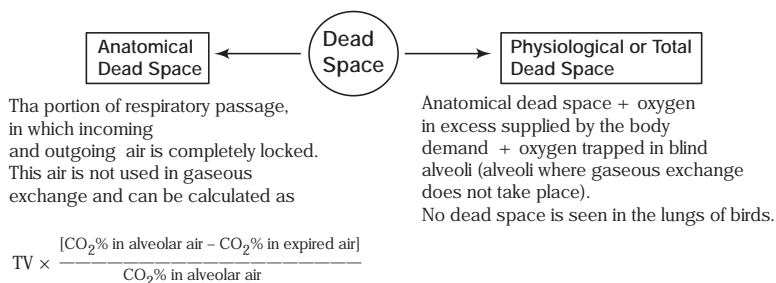 Dead
Space
Anatomical
Dead Space
Tha portion of respiratory passage,
in which incoming
and outgoing air is completely locked.
This air is not used in gaseous
exchange and can be calculated as
TV × [CO₂% in alveolar air – CO₂% in expired air]
CO₂% in alveolar air
Physiological or Total
Dead Space
Anatomical dead space + oxygen
in excess supplied by the body
demand + oxygen trapped in blind
alveoli (alveoli where gaseous exchange
does not take place).
No dead space is seen in the lungs of birds.